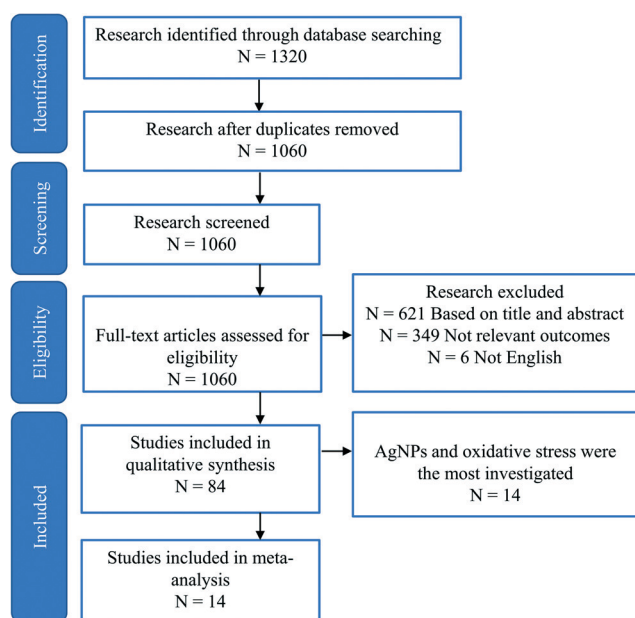 Identification
Research identified through database searching
N = 1320
Research after duplicates removed
N = 1060
Screening
Research screened
N = 1060
Eligibility
Full-text articles assessed for
eligibility
N = 1060
Research excluded
N = 621 Based on title and abstract
N = 349 Not relevant outcomes
N = 6 Not English
Included
Studies included in
qualitative synthesis
N = 84
AgNPs and oxidative stress were
the most investigated
N = 14
Studies included in meta-
analysis
N = 14